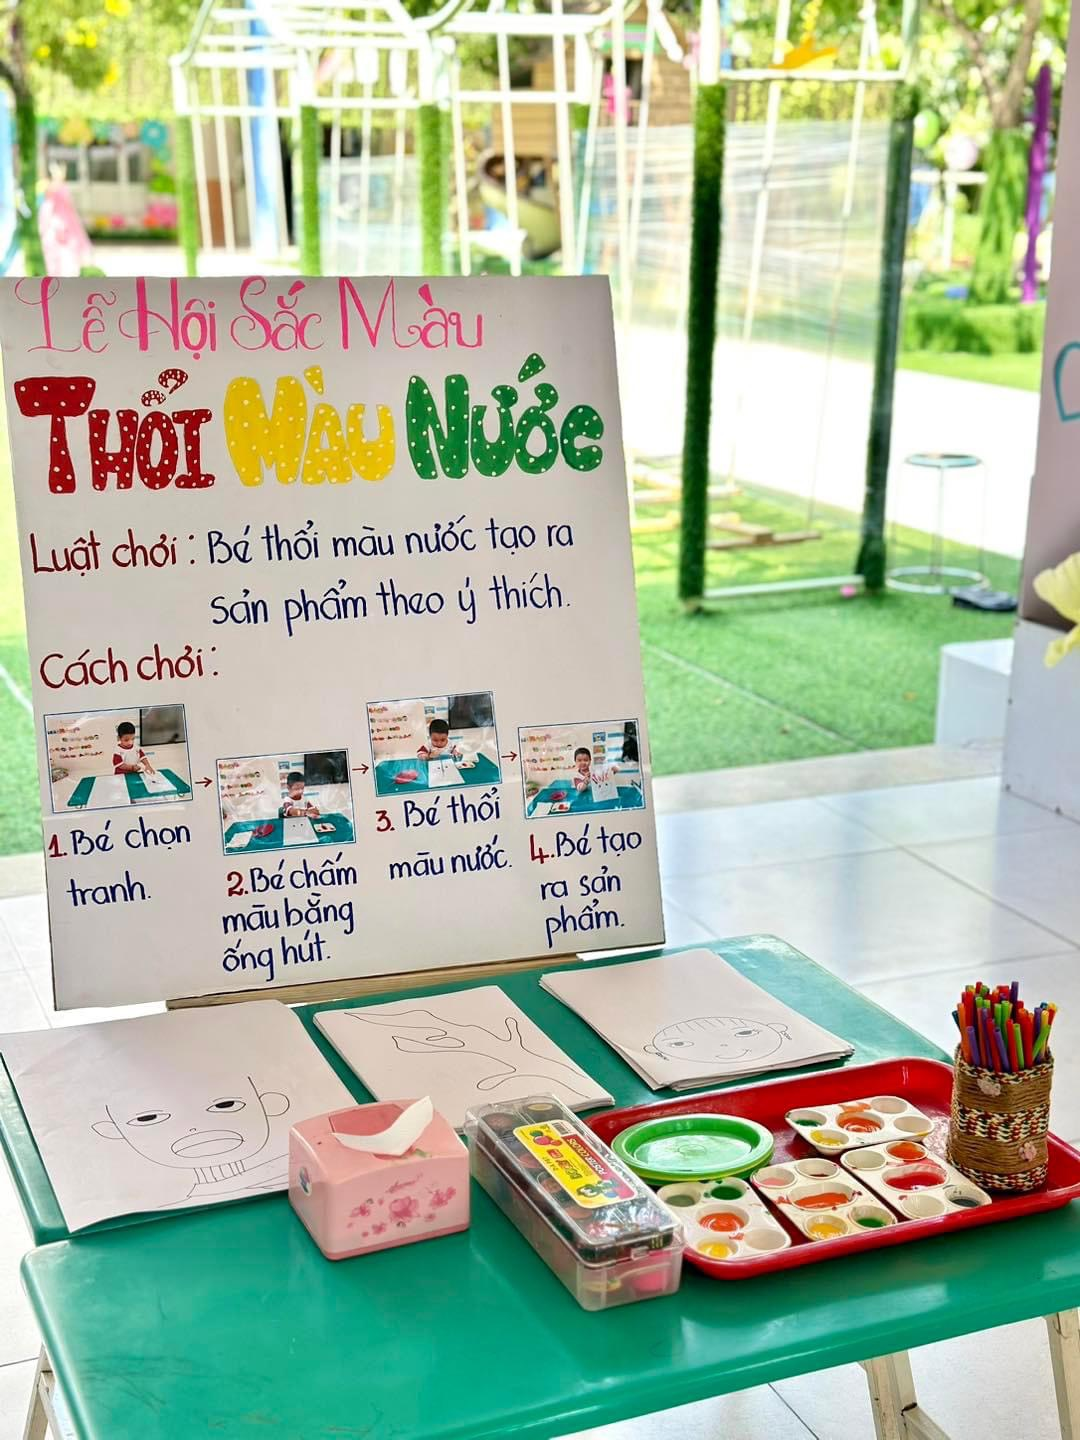 Lễ Hội Sắc Màu
THỔI MÀU NƯỚC
Luật chơi: Bé thổi màu nước tạo ra
sản phẩm theo ý thích.
Cách chơi:
1. Bé chọn
tranh.
2. Bé chấm
màu bằng
ống hút.
3. Bé thổi
màu nước.
4. Bé tạo
ra sản
phẩm.
POSTER COLORS